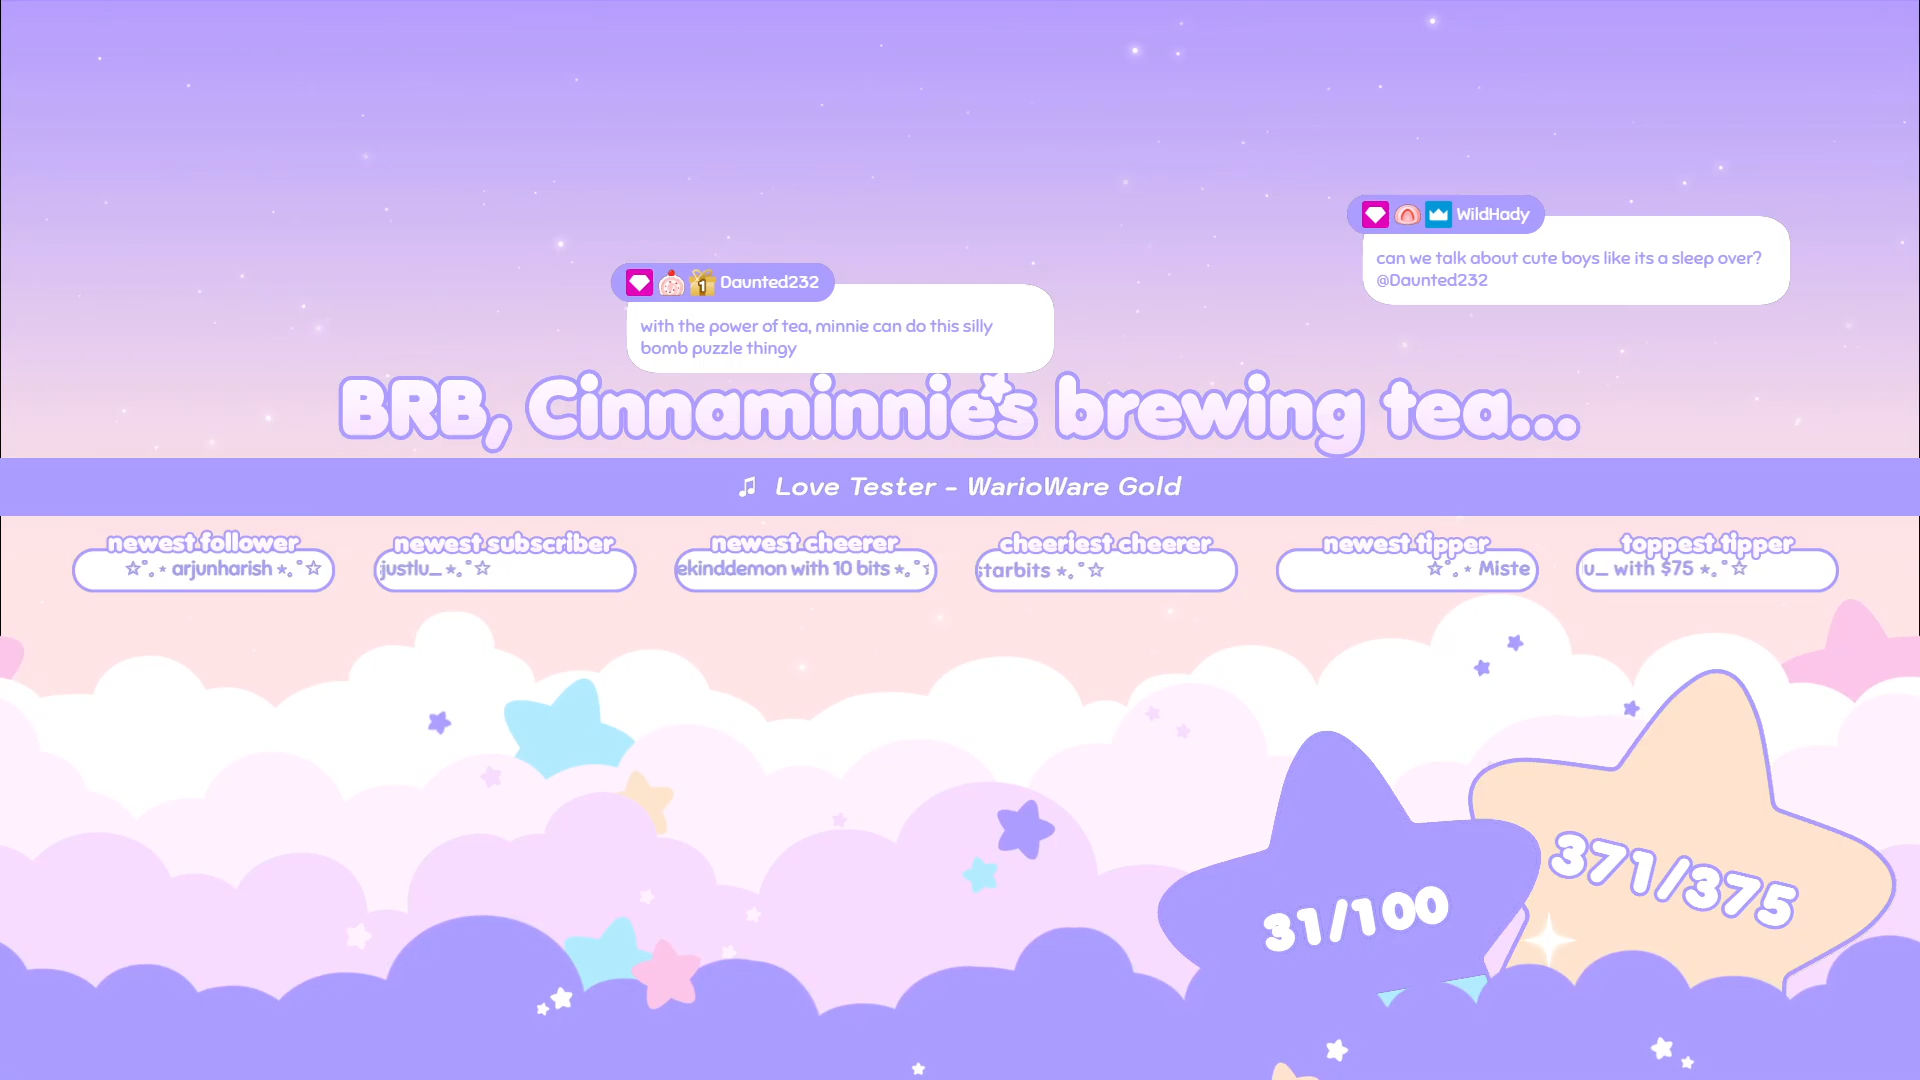 WildHady
can we talk about cute boys like its a sleep over?
@Daunted232
1
Daunted232
with the power of tea, minnie can do this silly
bomb puzzle thingy
BRB, Cinnaminnie's brewing tea...
♫ Love Tester - WarioWare Gold
newest follower
☆˚｡⋆ arjunharish ⋆｡˚☆
newest subscriber
justlu_ ⋆｡˚☆
newest cheerer
ekinddemon with 10 bits ⋆｡˚
cheeriest cheerer
starbits ⋆｡˚☆
newest tipper
☆˚｡⋆ Miste
toppest tipper
u_ with $75 ⋆｡˚☆
371/375
31/100